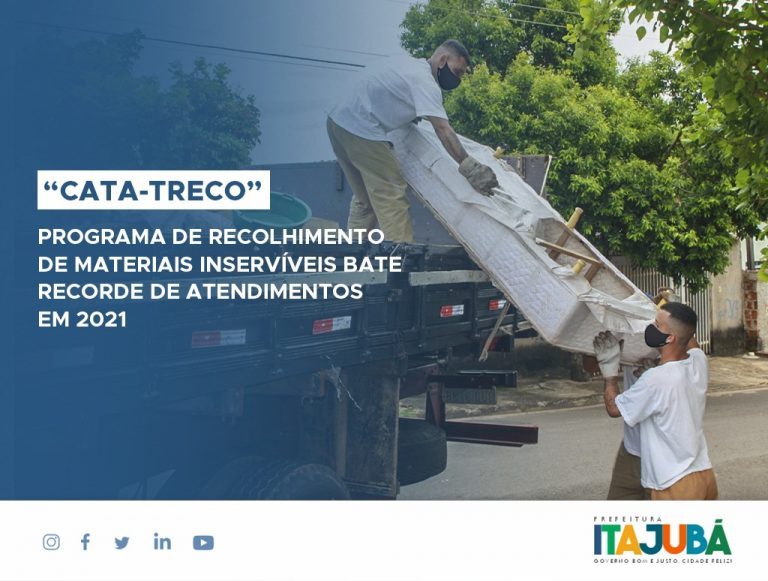 “CATA-TRECO”
PROGRAMA DE RECOLHIMENTO
DE MATERIAIS INSERVÍVEIS BATE
RECORDE DE ATENDIMENTOS
EM 2021
PREFEITURA
ITAJUBÁ
GOVERNO BOM E JUSTO, CIDADE FELIZ!